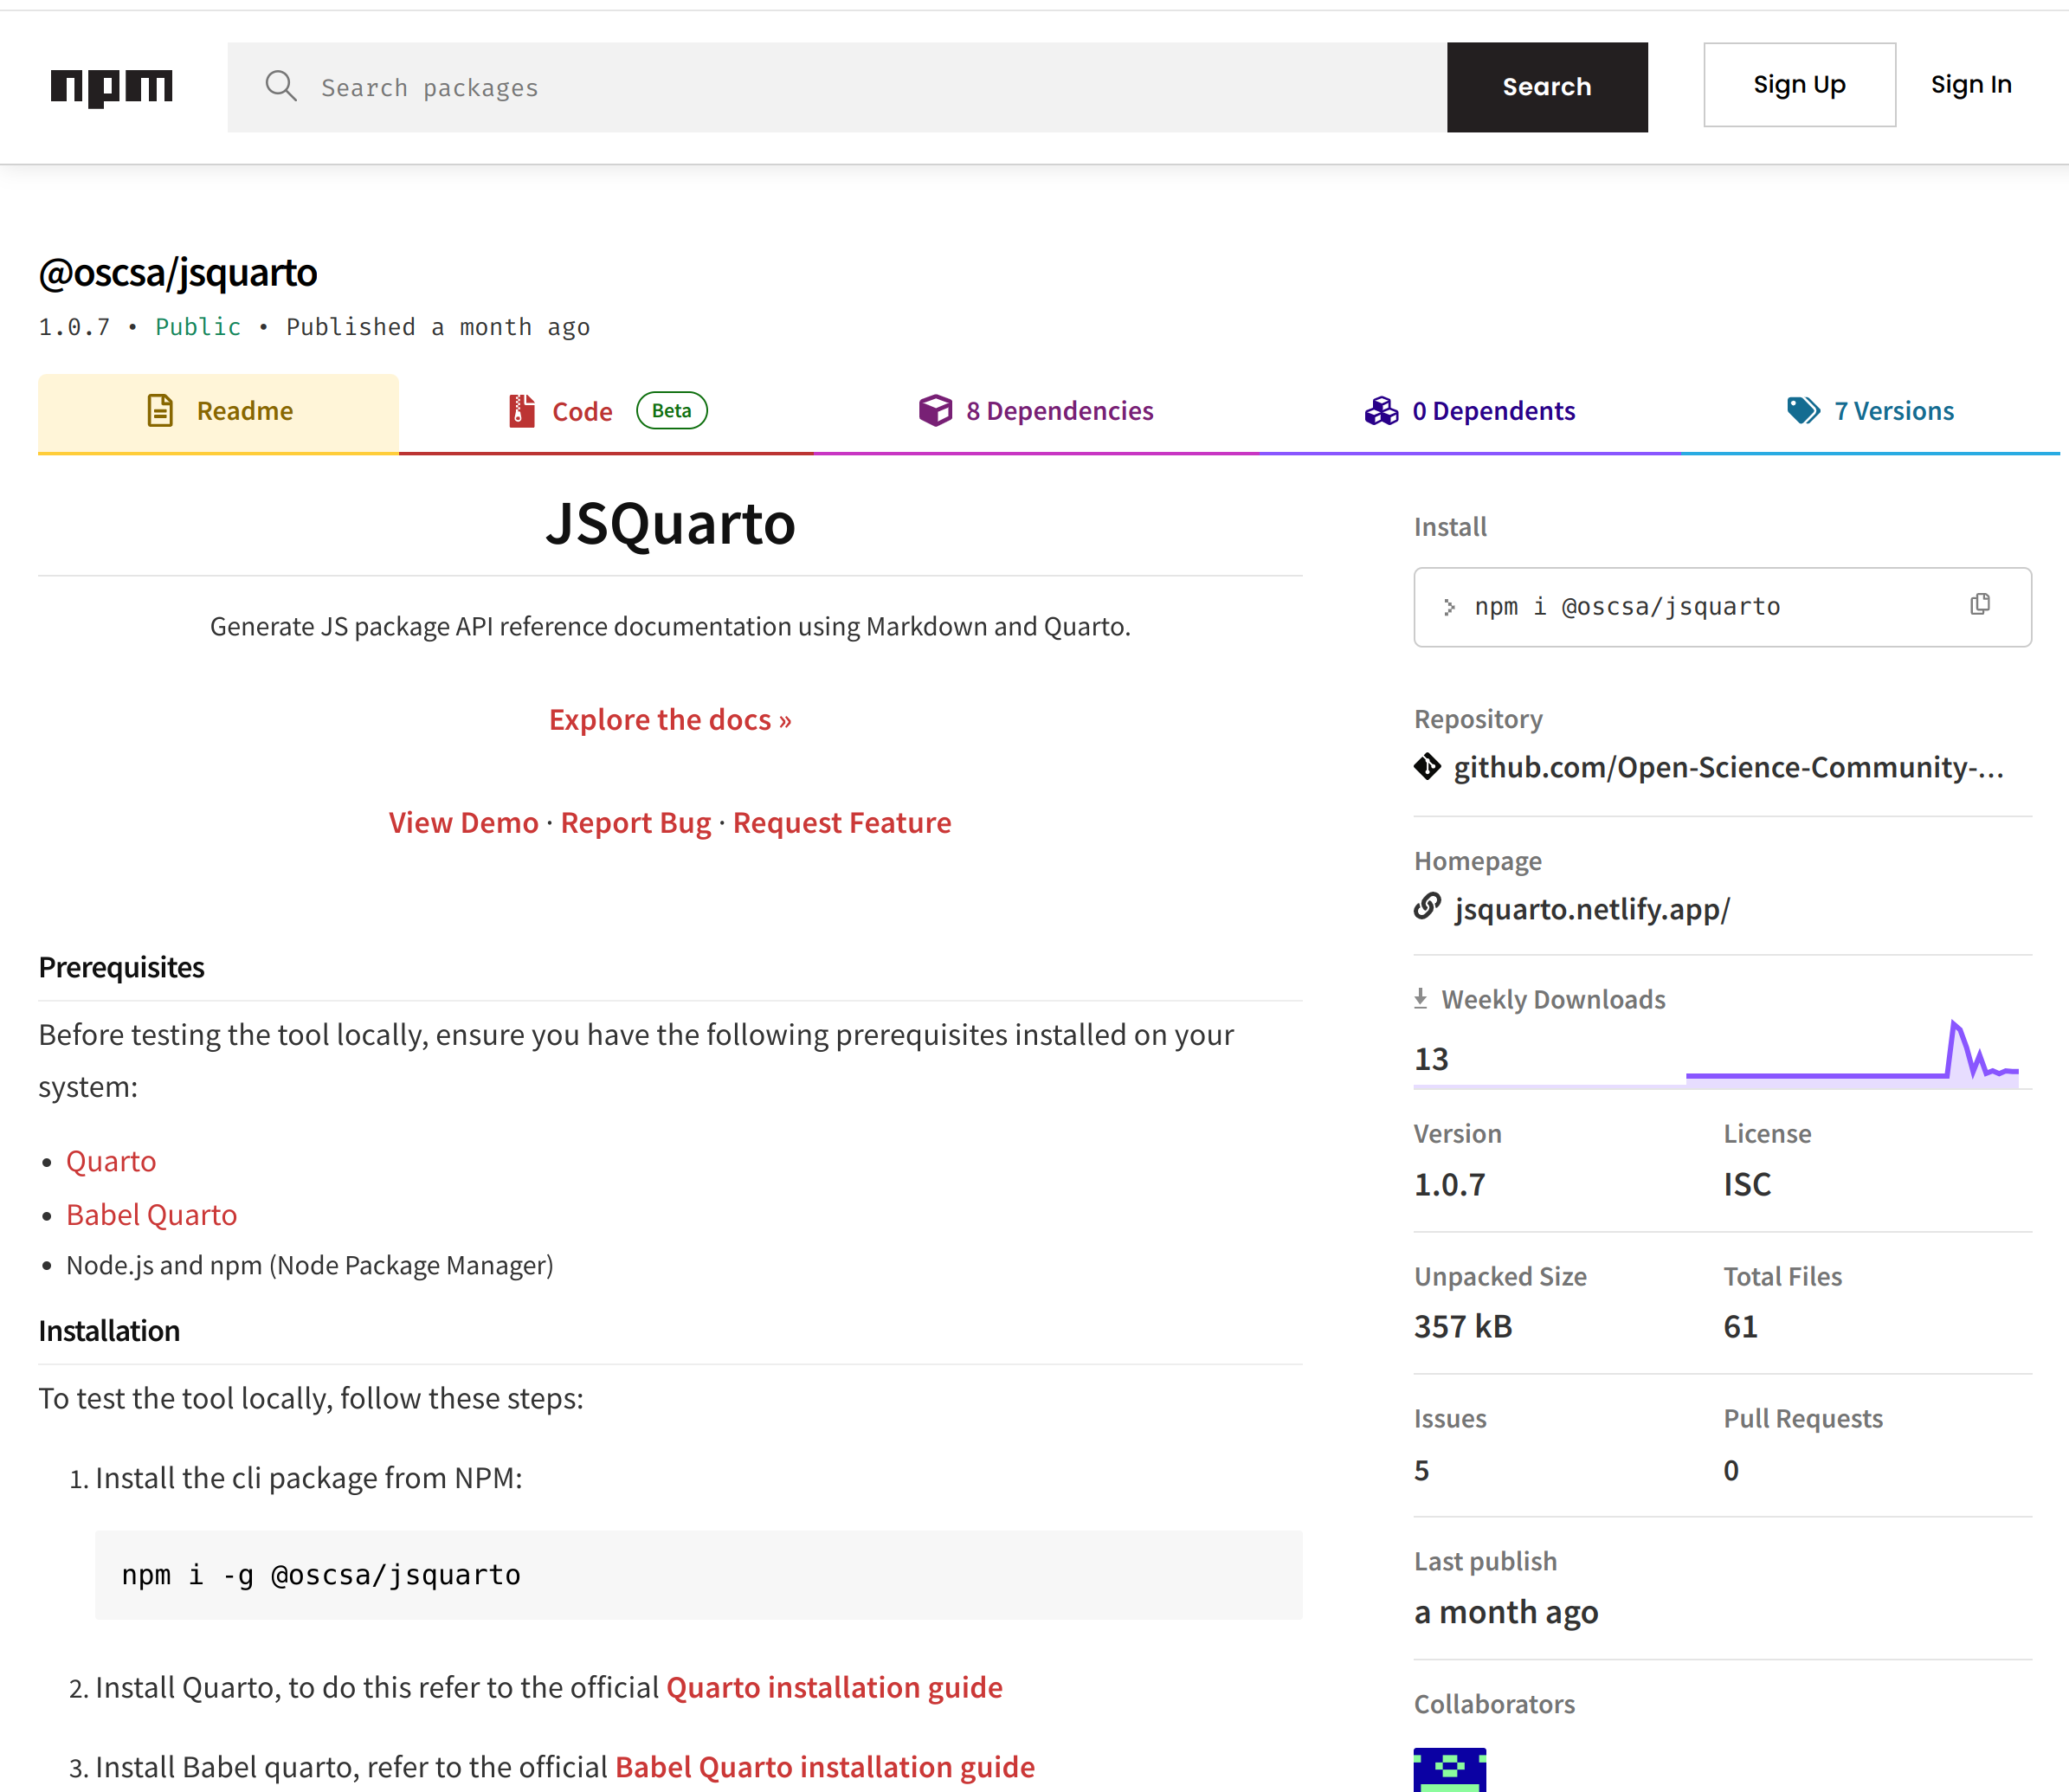 npm
Search packages
Search
Sign Up
Sign In
@oscsa/jsquarto
1.0.7 • Public • Published a month ago
Readme
Code Beta
8 Dependencies
0 Dependents
7 Versions
JSQuarto
Generate JS package API reference documentation using Markdown and Quarto.
Explore the docs »
View Demo · Report Bug · Request Feature
Prerequisites
Before testing the tool locally, ensure you have the following prerequisites installed on your
system:
• Quarto
• Babel Quarto
• Node.js and npm (Node Package Manager)
Installation
To test the tool locally, follow these steps:
1. Install the cli package from NPM:
npm i -g @oscsa/jsquarto
2. Install Quarto, to do this refer to the official Quarto installation guide
3. Install Babel quarto, refer to the official Babel Quarto installation guide
Install
npm i @oscsa/jsquarto
Repository
github.com/Open-Science-Community-...
Homepage
jsquarto.netlify.app/
Weekly Downloads
13
Version
1.0.7
License
ISC
Unpacked Size
357 kB
Total Files
61
Issues
5
Pull Requests
0
Last publish
a month ago
Collaborators